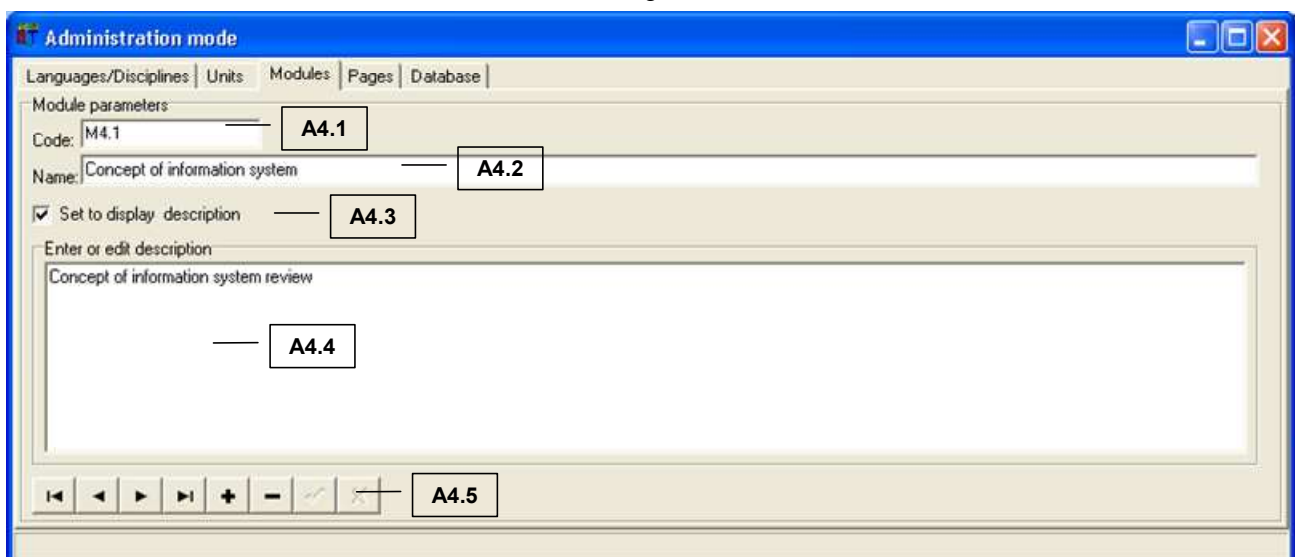 Administration mode
Languages/Disciplines Units Modules Pages Database
Module parameters
Code: M4.1 A4.1
Name: Concept of information system A4.2
Set to display description A4.3
Enter or edit description
Concept of information system review
A4.4
A4.5